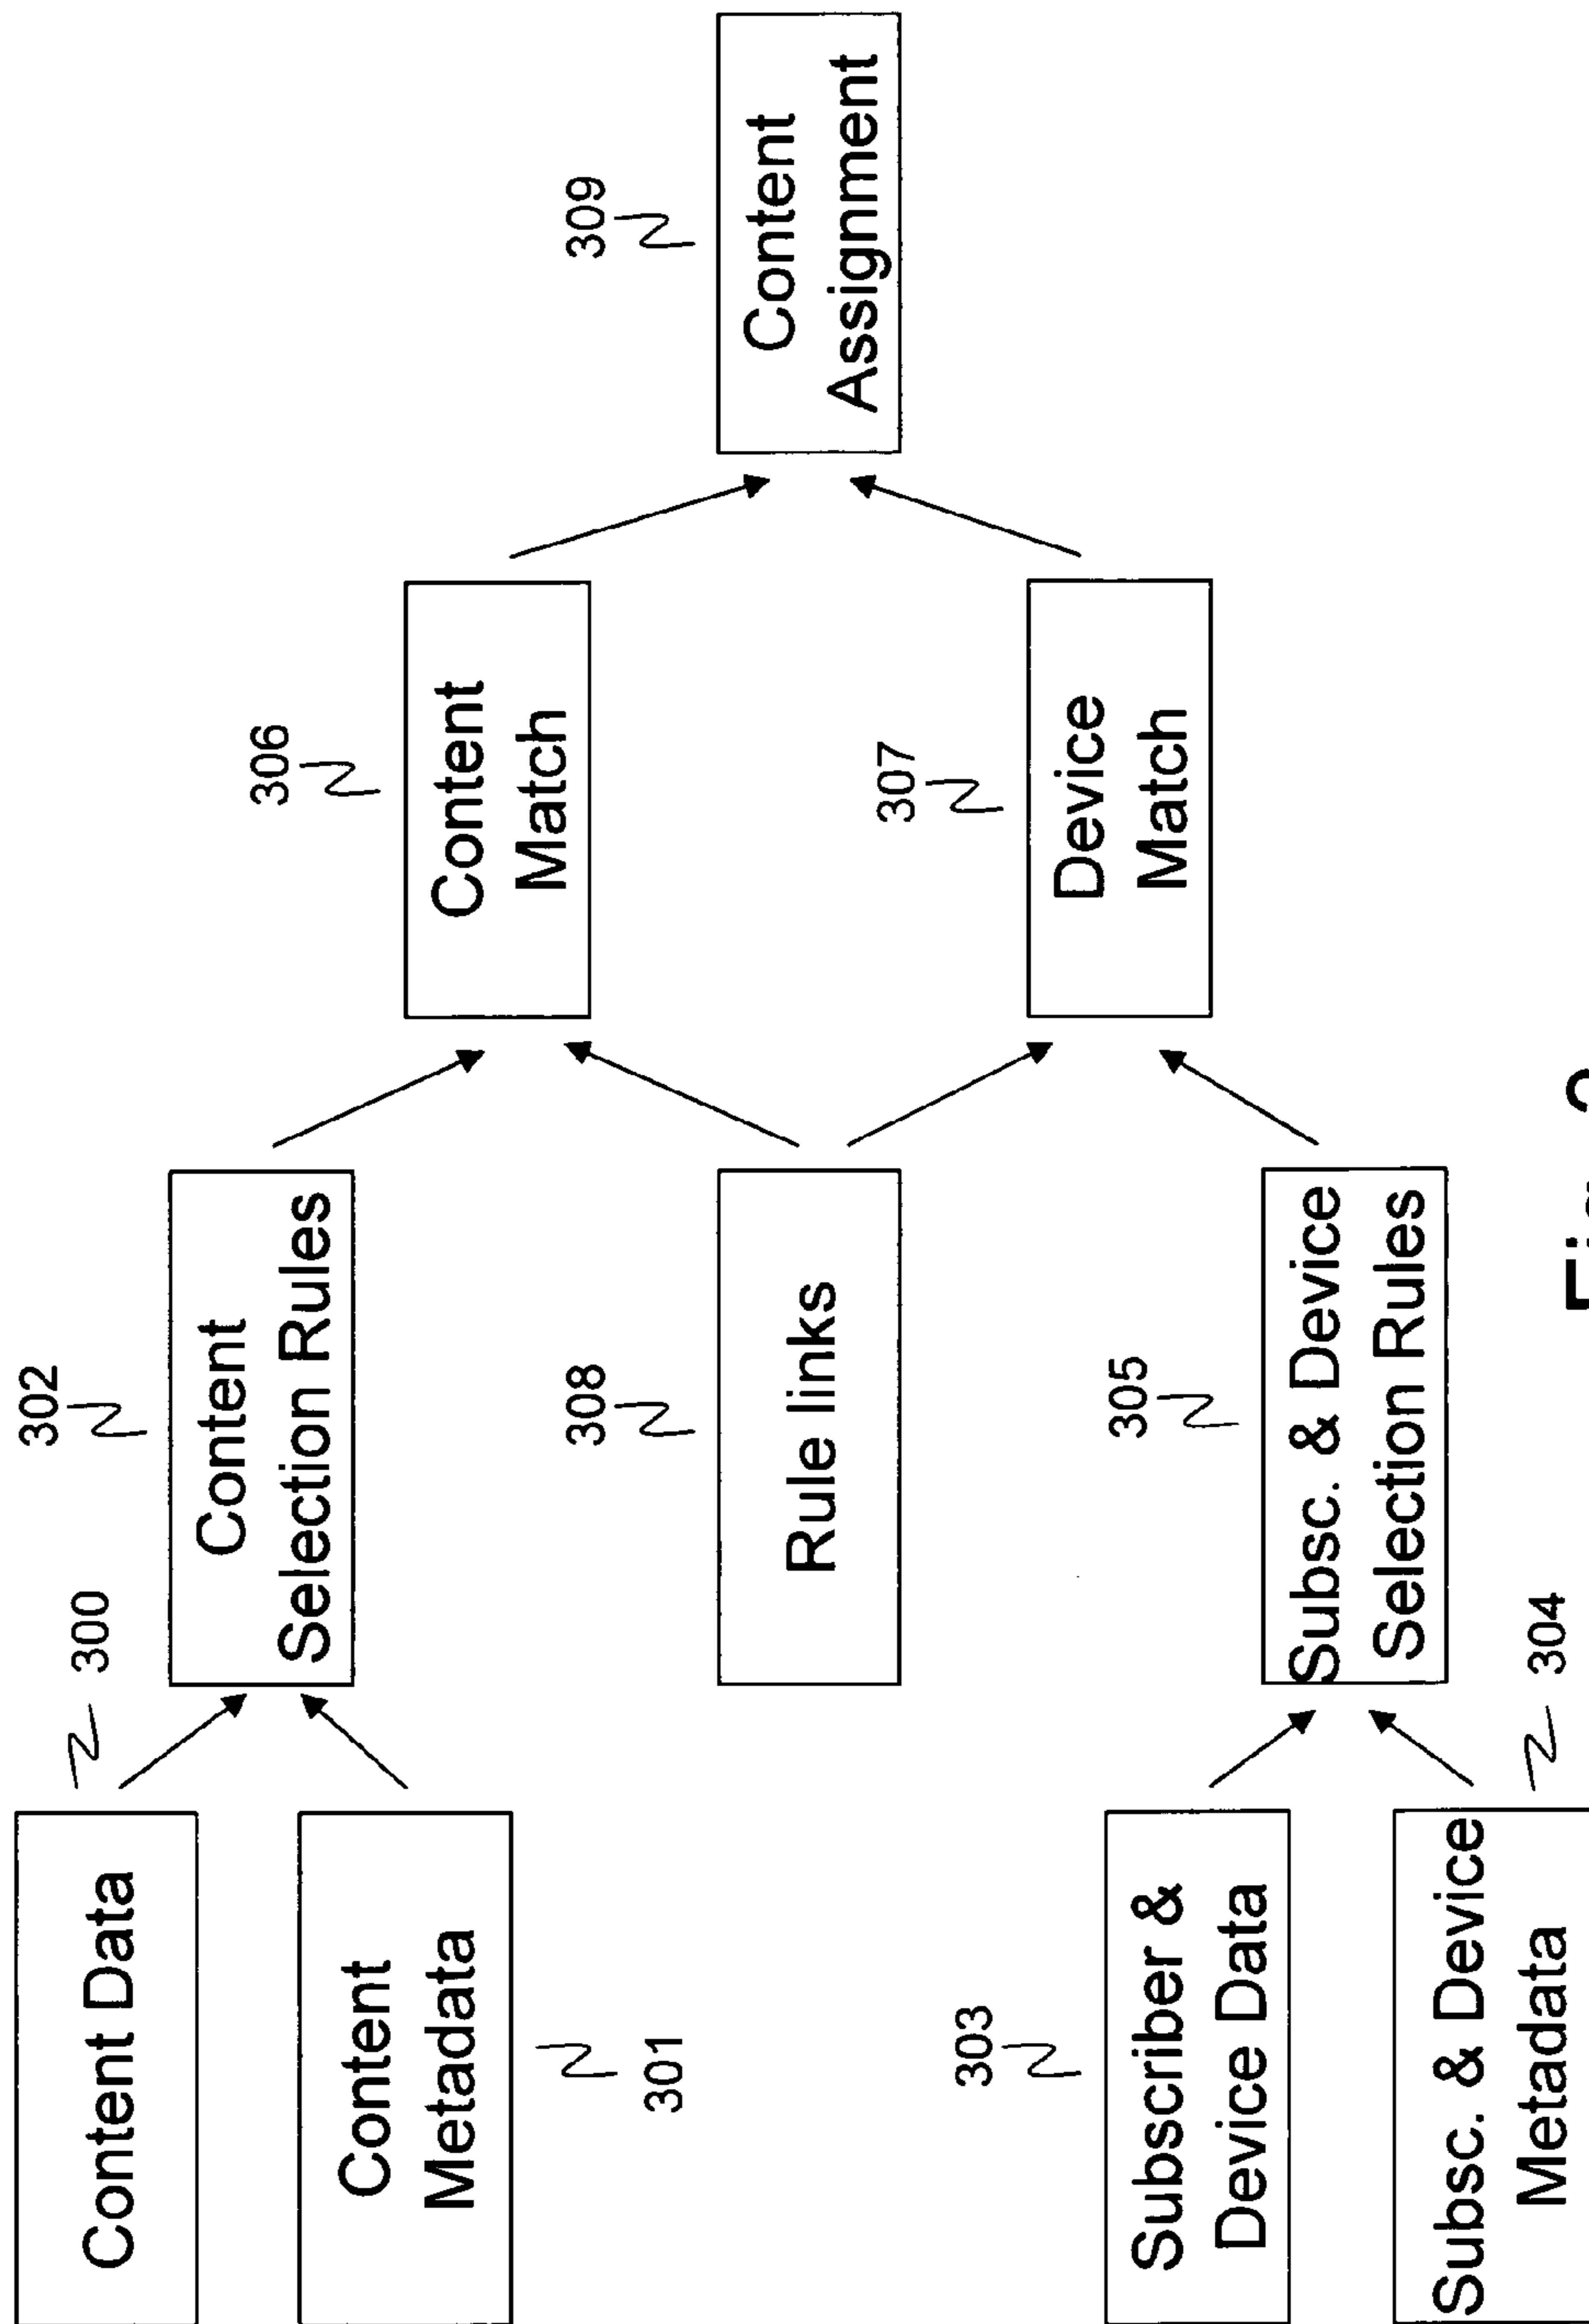 302
300
Content Data
Content
Selection Rules
306
Content
Metadata
301
Content
Match
308
309
Rule links
Content
Assignment
307
303
Device
Match
305
Subscriber &
Device Data
Subsc. & Device
Selection Rules
Subsc. & Device
Metadata
304